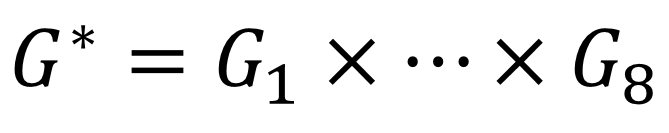 G* = G₁ × ⋯ × G₈